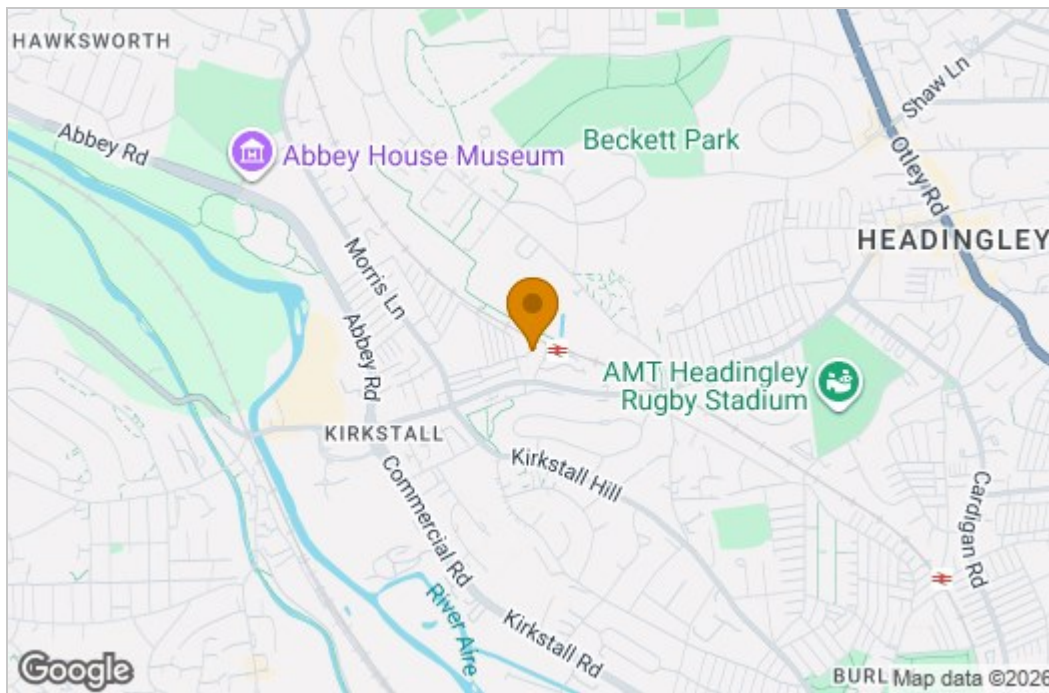 HAWKSWORTH
Abbey Rd
Abbey House Museum
Beckett Park
Shaw Ln
Otley Rd
HEADINGLEY
Morris Ln
Abbey Rd
AMT Headingley
Rugby Stadium
KIRKSTALL
Kirkstall Hill
Commercial Rd
Cardigan Rd
River Aire
Kirkstall Rd
BURL
Google
Map data ©2026